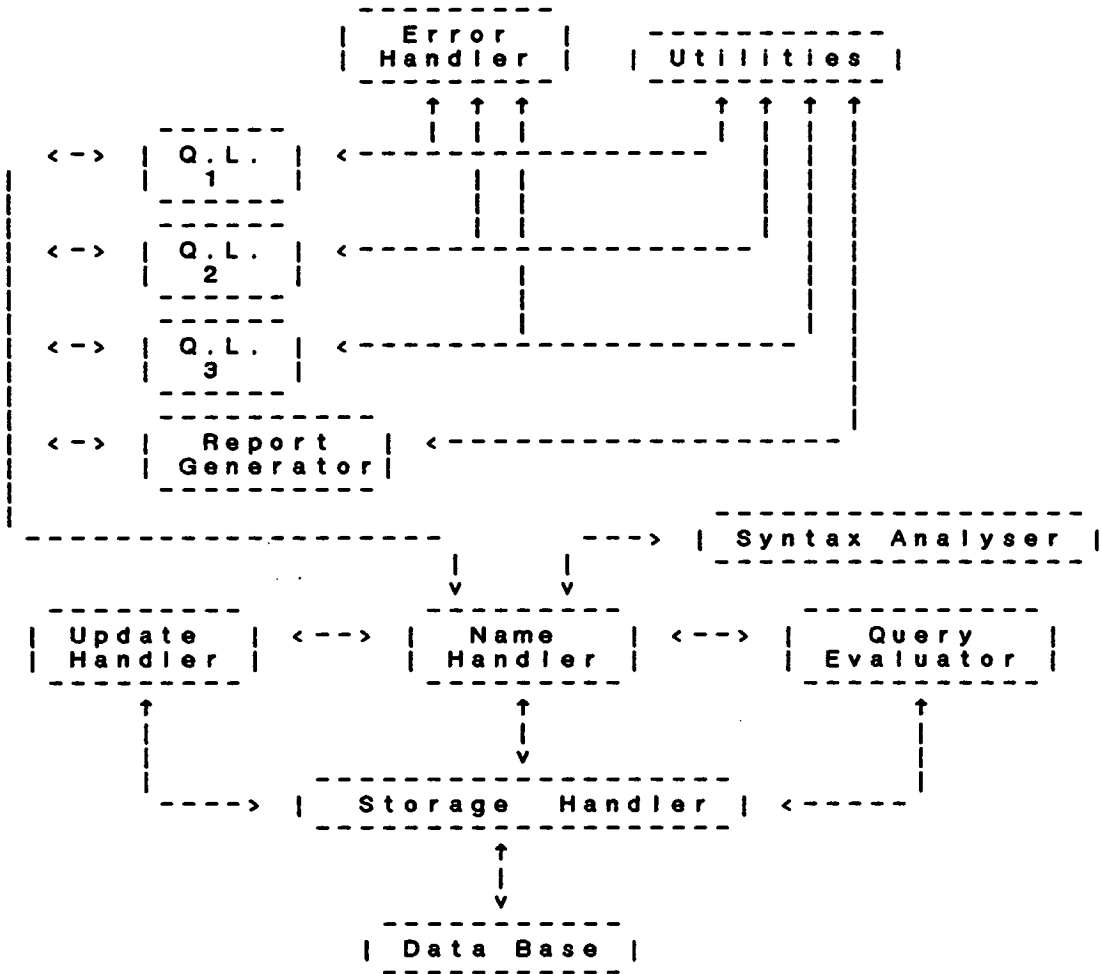 Error
Handler
Utilities
Q.L.
1
Q.L.
2
Q.L.
3
Report
Generator
Syntax Analyser
Update
Handler
Name
Handler
Query
Evaluator
Storage Handler
Data Base